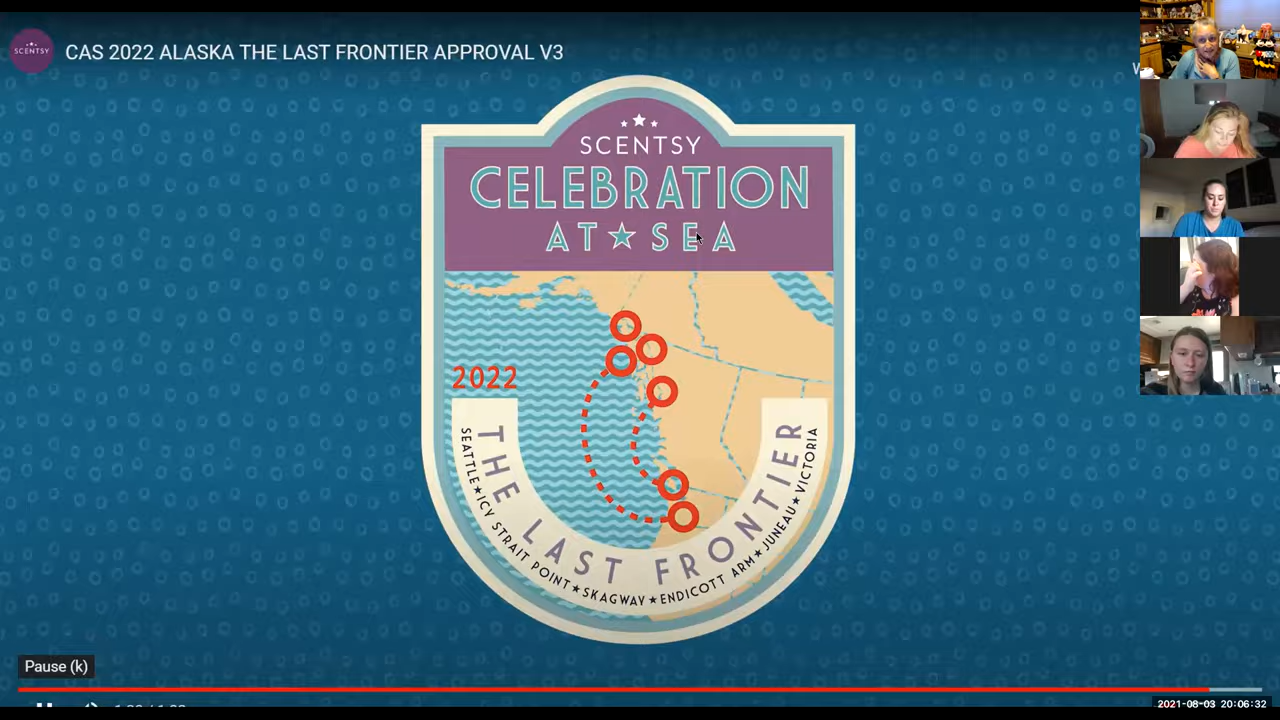 SCENTSY
CAS 2022 ALASKA THE LAST FRONTIER APPROVAL V3
SCENTSY
CELEBRATION
AT★SEA
2022
THE LAST FRONTIER
SEATTLE★ICY STRAIT POINT★SKAGWAY★ENDICOTT ARM★JUNEAU★VICTORIA
Pause (k)
2021-08-03 20:06:32